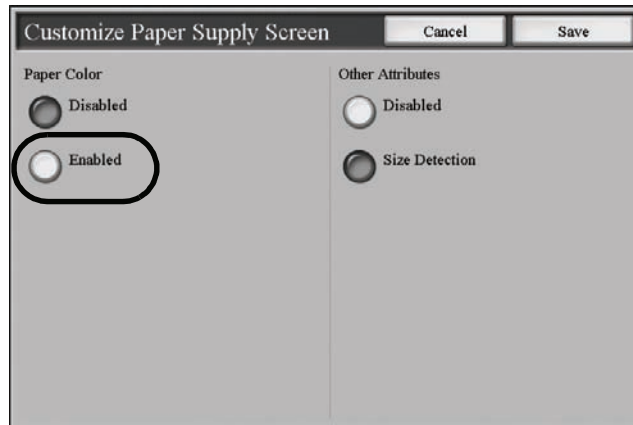 Customize Paper Supply Screen
Cancel
Save
Paper Color
Disabled
Enabled
Other Attributes
Disabled
Size Detection